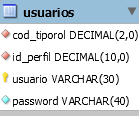 usuarios
cod_tiporol DECIMAL(2,0)
id_perfil DECIMAL(10,0)
usuario VARCHAR(30)
password VARCHAR(40)